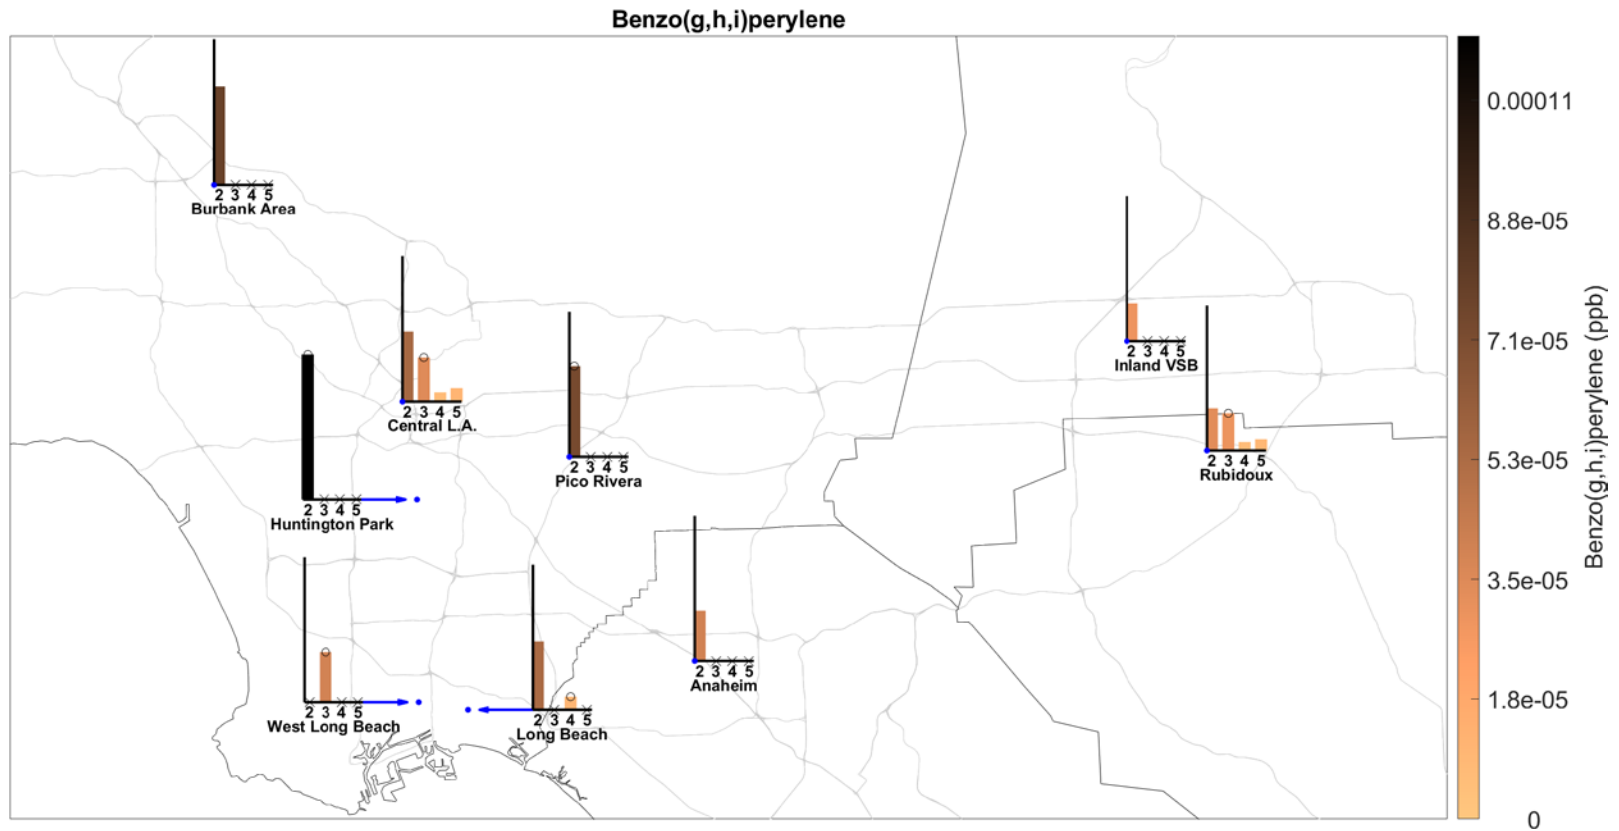 Benzo(g,h,i)perylene
2 3 4 5
Burbank Area
2 3 4 5
Central L.A.
2 3 4 5
Pico Rivera
2 3 4 5
Huntington Park
2 3 4 5
West Long Beach
2 3 4 5
Long Beach
2 3 4 5
Anaheim
2 3 4 5
Inland VSB
2 3 4 5
Rubidoux
0.00011
8.8e-05
7.1e-05
5.3e-05
3.5e-05
1.8e-05
0
Benzo(g,h,i)perylene (ppb)